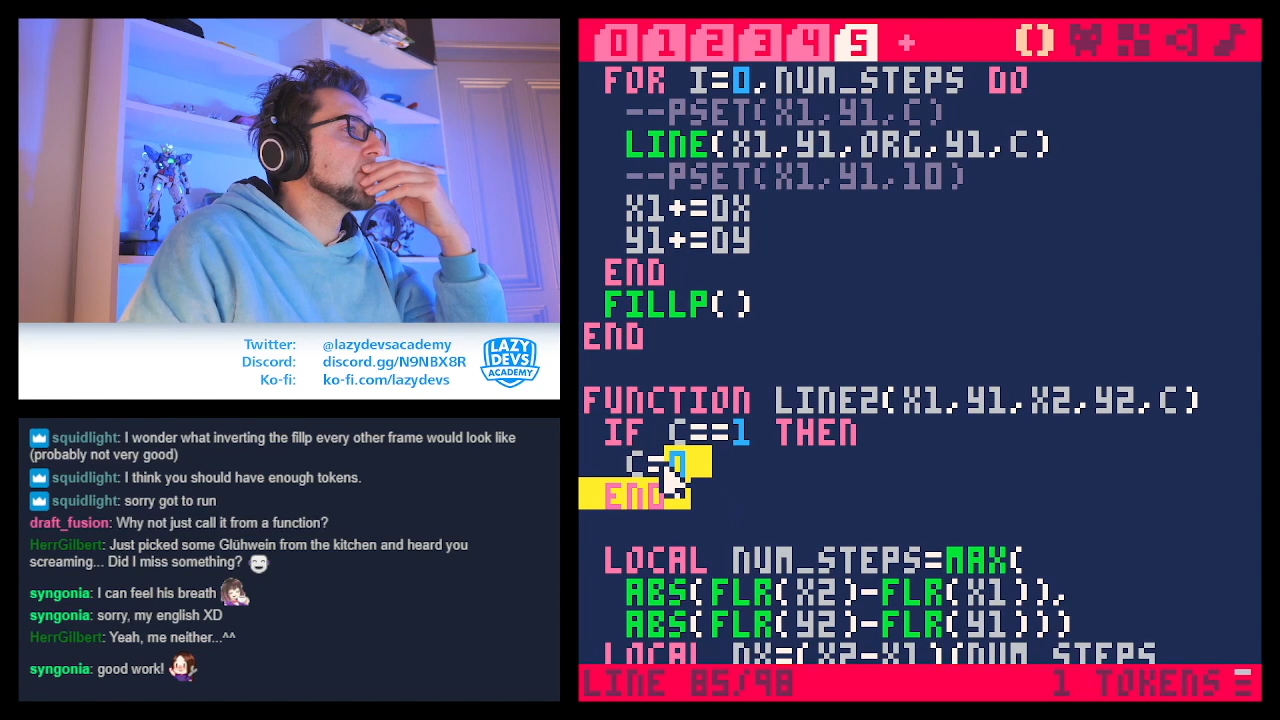 Twitter: @lazydevsacademy
Discord: discord.gg/N9NBX8R
Ko-fi: ko-fi.com/lazydevs
LAZY
DEVS
ACADEMY
squidlight: I wonder what inverting the fillp every other frame would look like
(probably not very good)
squidlight: I think you should have enough tokens.
squidlight: sorry got to run
draft_fusion: Why not just call it from a function?
HerrGilbert: Just picked some Glühwein from the kitchen and heard you
screaming... Did I miss something?
syngonia: I can feel his breath
syngonia: sorry, my english XD
HerrGilbert: Yeah, me neither...^^
syngonia: good work!
0 1 2 3 4 5 + ()
FOR I=0,NUM_STEPS DO
--PSET(X1,Y1,C)
LINE(X1,Y1,ORG,Y1,C)
--PSET(X1,Y1,10)
X1+=DX
Y1+=DY
END
FILLP()
END
FUNCTION LINE2(X1,Y1,X2,Y2,C)
IF C==1 THEN
C=0
END
LOCAL NUM_STEPS=MAX(
ABS(FLR(X2)-FLR(X1)),
ABS(FLR(Y2)-FLR(Y1)))
LOCAL DX=(X2-X1)/NUM_STEPS
LINE 85/98 1 TOKENS